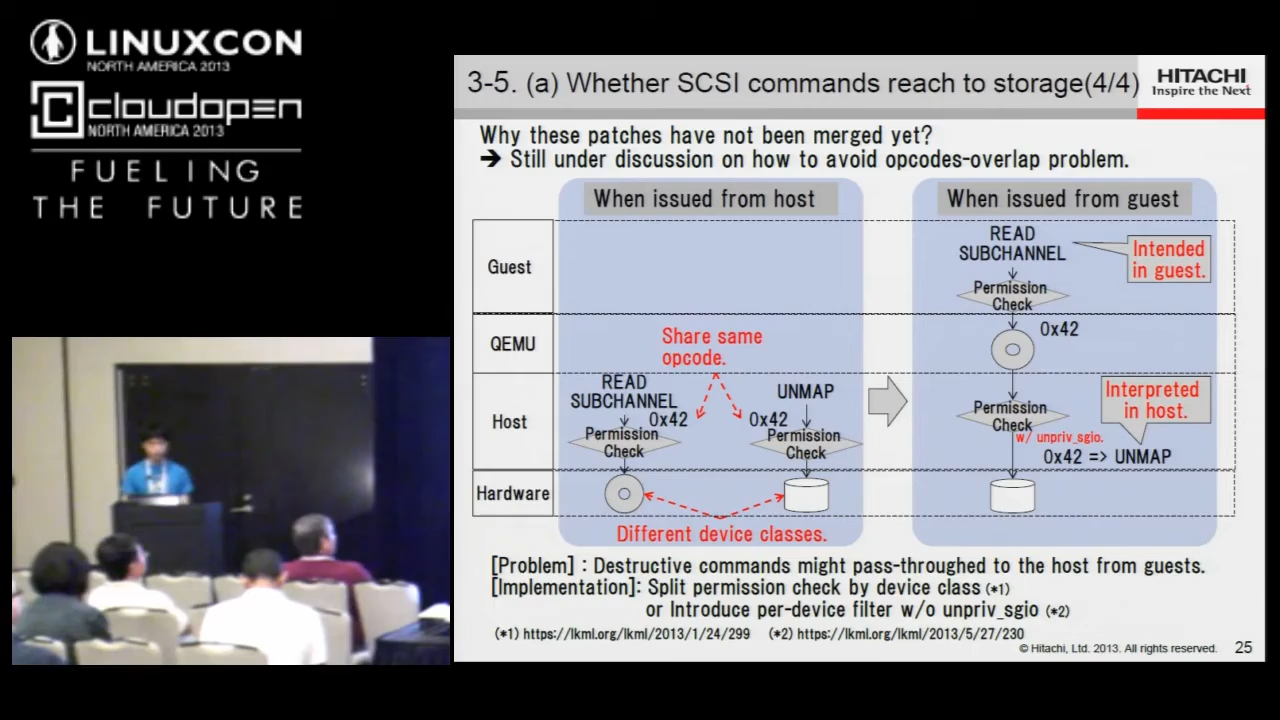 LINUXCON
NORTH AMERICA 2013
cloudopen
NORTH AMERICA 2013
FUELING
THE FUTURE
3-5. (a) Whether SCSI commands reach to storage(4/4)
HITACHI
Inspire the Next
Why these patches have not been merged yet?
➔ Still under discussion on how to avoid opcodes-overlap problem.
When issued from host
When issued from guest
Guest
READ
SUBCHANNEL
Intended
in guest.
Permission
Check
QEMU
Share same
opcode.
0x42
Host
READ
SUBCHANNEL
0x42
Permission
Check
UNMAP
0x42
Permission
Check
Permission
Check
w/ unpriv_sgio.
Interpreted
in host.
0x42 => UNMAP
Hardware
Different device classes.
[Problem] : Destructive commands might pass-throughed to the host from guests.
[Implementation]: Split permission check by device class (*1)
or Introduce per-device filter w/o unpriv_sgio (*2)
(*1) https://lkml.org/lkml/2013/1/24/299 (*2) https://lkml.org/lkml/2013/5/27/230
© Hitachi, Ltd. 2013. All rights reserved. 25